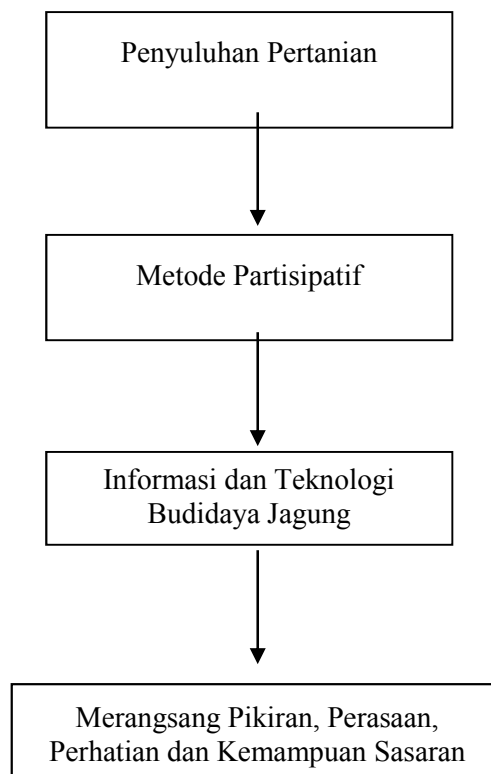 Penyuluhan Pertanian
Metode Partisipatif
Informasi dan Teknologi
Budidaya Jagung
Merangsang Pikiran, Perasaan,
Perhatian dan Kemampuan Sasaran